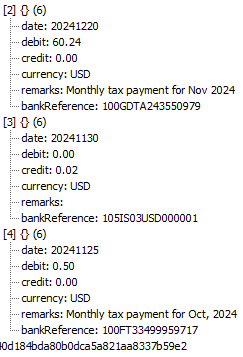 [2] {} (6)
date: 20241220
debit: 60.24
credit: 0.00
currency: USD
remarks: Monthly tax payment for Nov 2024
bankReference: 100GDTA243550979
[3] {} (6)
date: 20241130
debit: 0.00
credit: 0.02
currency: USD
remarks:
bankReference: 105IS03USD000001
[4] {} (6)
date: 20241125
debit: 0.50
credit: 0.00
currency: USD
remarks: Monthly tax payment for Oct, 2024
bankReference: 100FT33499959717
40d184bda80b0dca5a821aa8337b59e2